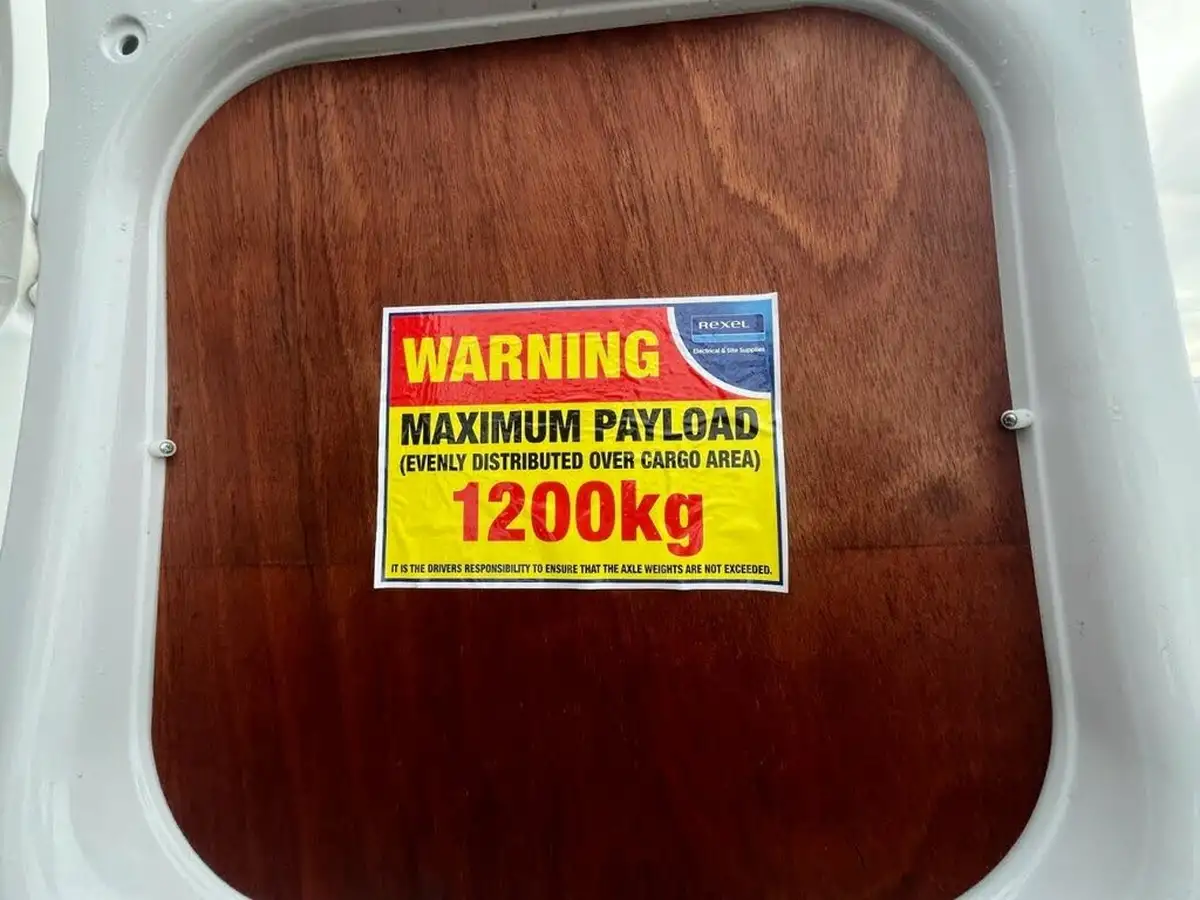 WARNING
REXEL
Electrical & Site Supplies
MAXIMUM PAYLOAD
(EVENLY DISTRIBUTED OVER CARGO AREA)
1200kg
IT IS THE DRIVERS RESPONSIBILITY TO ENSURE THAT THE AXLE WEIGHTS ARE NOT EXCEEDED.